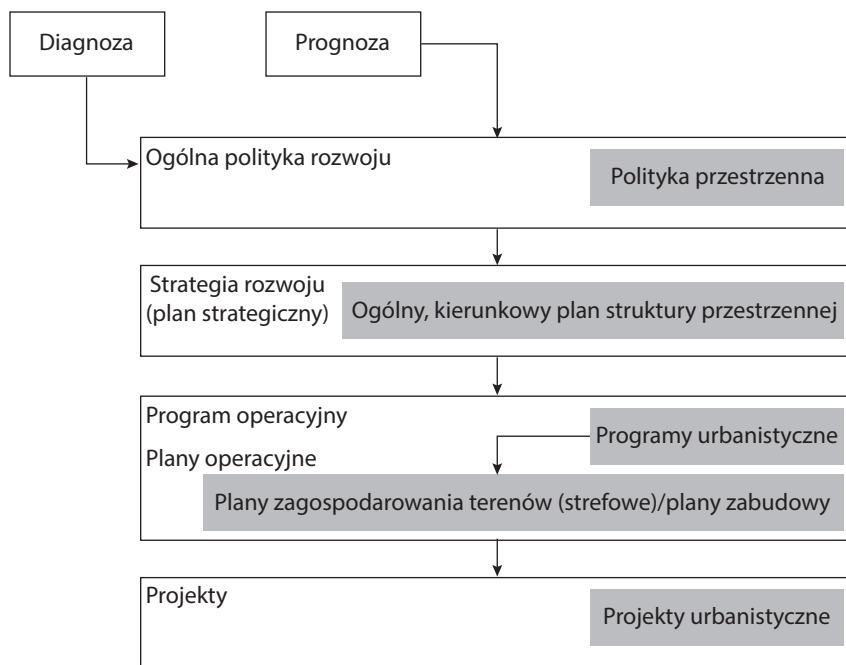 Diagnoza
Prognoza
Ogólna polityka rozwoju
Polityka przestrzenna
Strategia rozwoju
(plan strategiczny)
Ogólny, kierunkowy plan struktury przestrzennej
Program operacyjny
Programy urbanistyczne
Plany operacyjne
Plany zagospodarowania terenów (strefowe)/plany zabudowy
Projekty
Projekty urbanistyczne